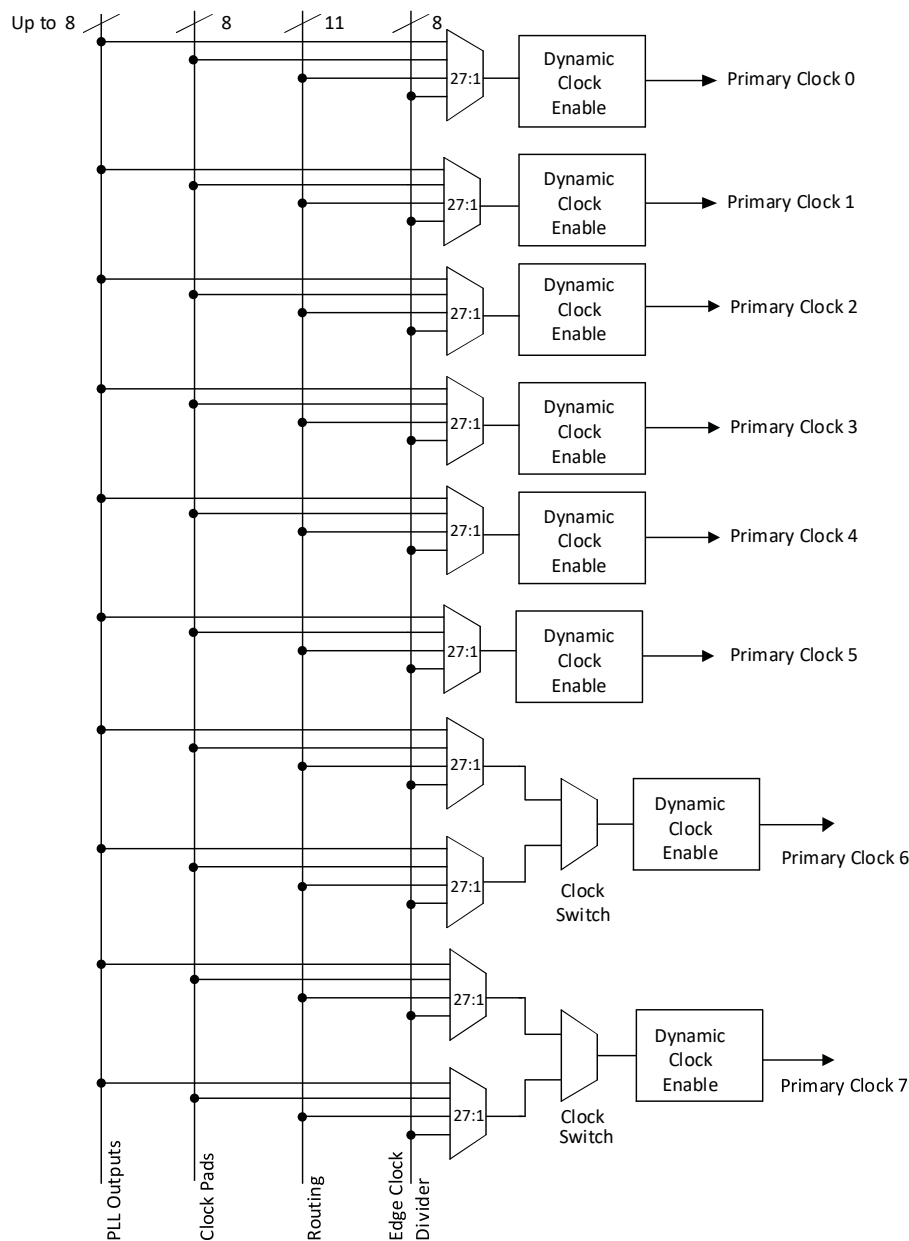 Up to 8
8
11
8
27:1
Dynamic
Clock
Enable
Primary Clock 0
27:1
Dynamic
Clock
Enable
Primary Clock 1
27:1
Dynamic
Clock
Enable
Primary Clock 2
27:1
Dynamic
Clock
Enable
Primary Clock 3
27:1
Dynamic
Clock
Enable
Primary Clock 4
27:1
Dynamic
Clock
Enable
Primary Clock 5
27:1
27:1
Clock
Switch
Dynamic
Clock
Enable
Primary Clock 6
27:1
27:1
Clock
Switch
Dynamic
Clock
Enable
Primary Clock 7
PLL Outputs
Clock Pads
Routing
Edge Clock
Divider